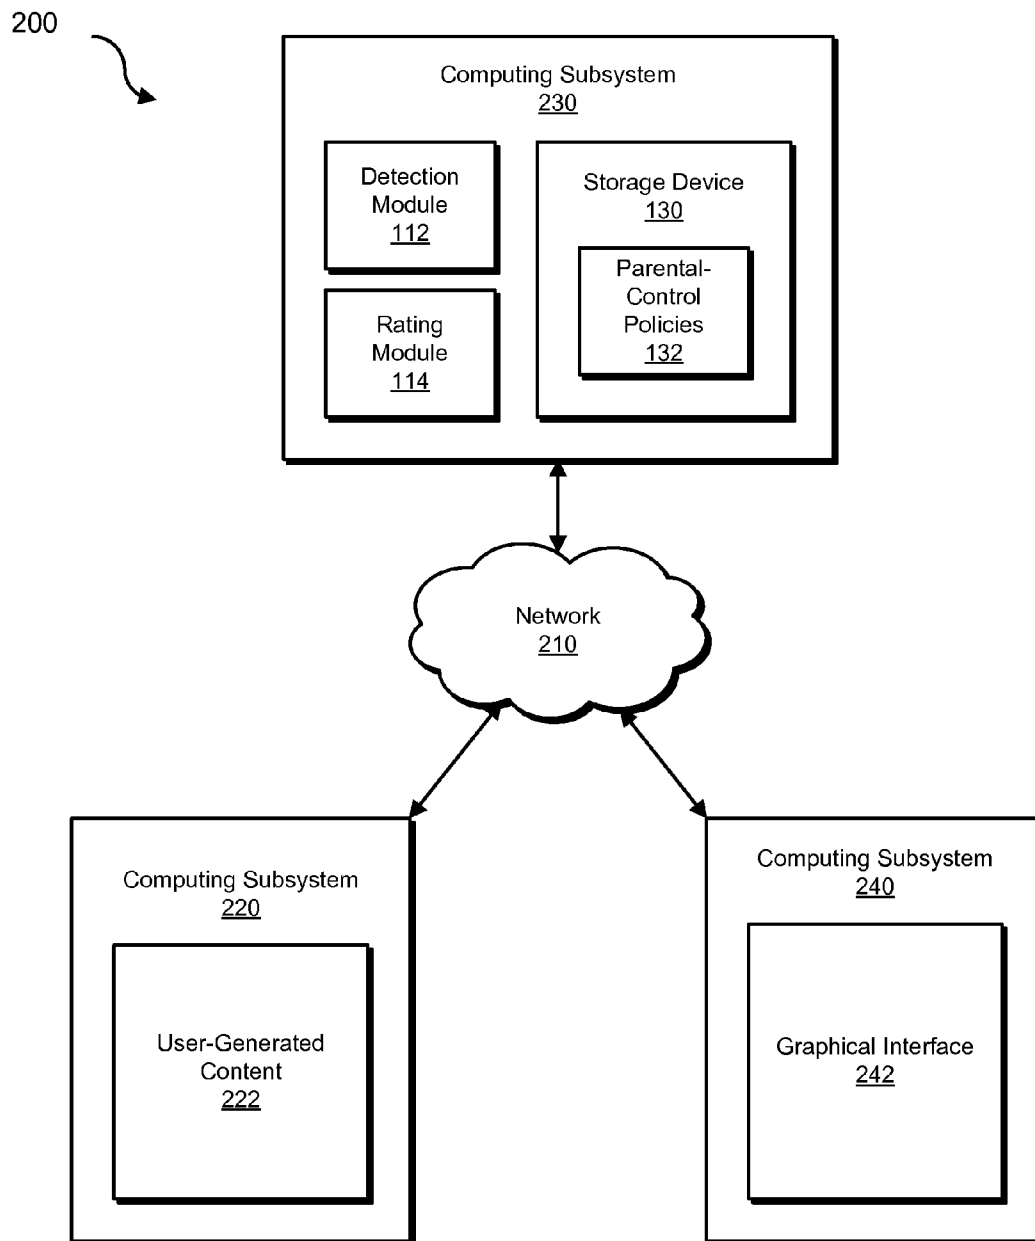 200
Computing Subsystem
230
Detection
Module
112
Storage Device
130
Parental-
Control
Policies
132
Rating
Module
114
Network
210
Computing Subsystem
220
User-Generated
Content
222
Computing Subsystem
240
Graphical Interface
242